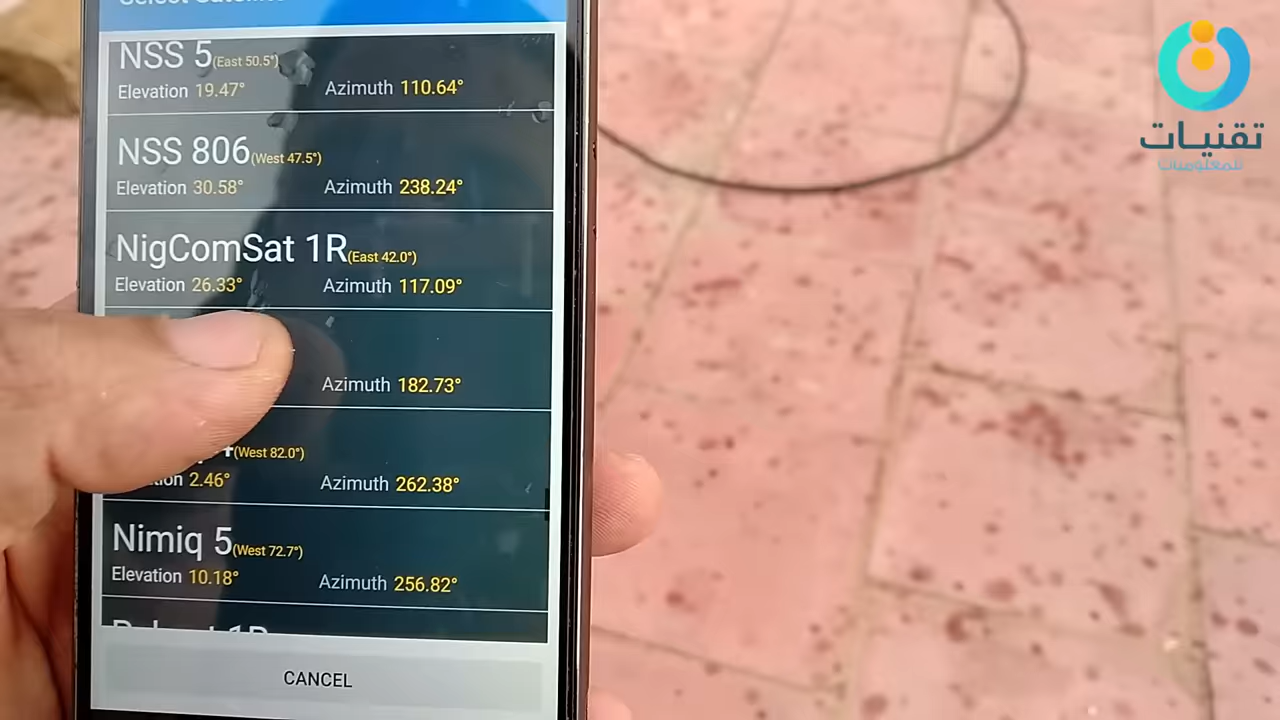 Select Satellite
NSS 5 (East 50.5°)
Elevation 19.47° Azimuth 110.64°
NSS 806 (West 47.5°)
Elevation 30.58° Azimuth 238.24°
NigComSat 1R (East 42.0°)
Elevation 26.33° Azimuth 117.09°
Azimuth 182.73°
(West 82.0°)
2.46° Azimuth 262.38°
Nimiq 5 (West 72.7°)
Elevation 10.18° Azimuth 256.82°
CANCEL
تقنيات
للمعلوميات